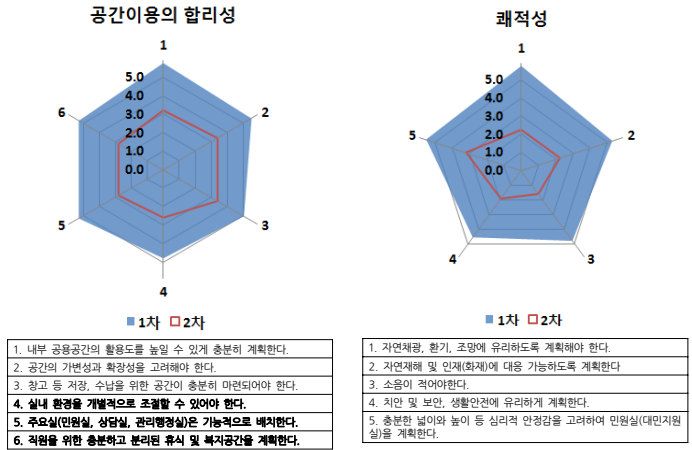 공간이용의 합리성
1
2
3
4
5
6
5.0
4.0
3.0
2.0
1.0
0.0
1차
2차
1. 내부 공용공간의 활용도를 높일 수 있게 충분히 계획한다.
2. 공간의 가변성과 확장성을 고려해야 한다.
3. 창고 등 저장, 수납을 위한 공간이 충분히 마련되어야 한다.
4. 실내 환경을 개별적으로 조절할 수 있어야 한다.
5. 주요실(민원실, 상담실, 관리행정실)은 기능적으로 배치한다.
6. 직원을 위한 충분하고 분리된 휴식 및 복지공간을 계획한다.
쾌적성
1
2
3
4
5
5.0
4.0
3.0
2.0
1.0
0.0
1차
2차
1. 자연채광, 환기, 조망에 유리하도록 계획해야 한다.
2. 자연재해 및 인재(화재)에 대응 가능하도록 계획한다
3. 소음이 적어야한다.
4. 치안 및 보안, 생활안전에 유리하게 계획한다.
5. 충분한 넓이와 높이 등 심리적 안정감을 고려하여 민원실(대민지원
실)을 계획한다.